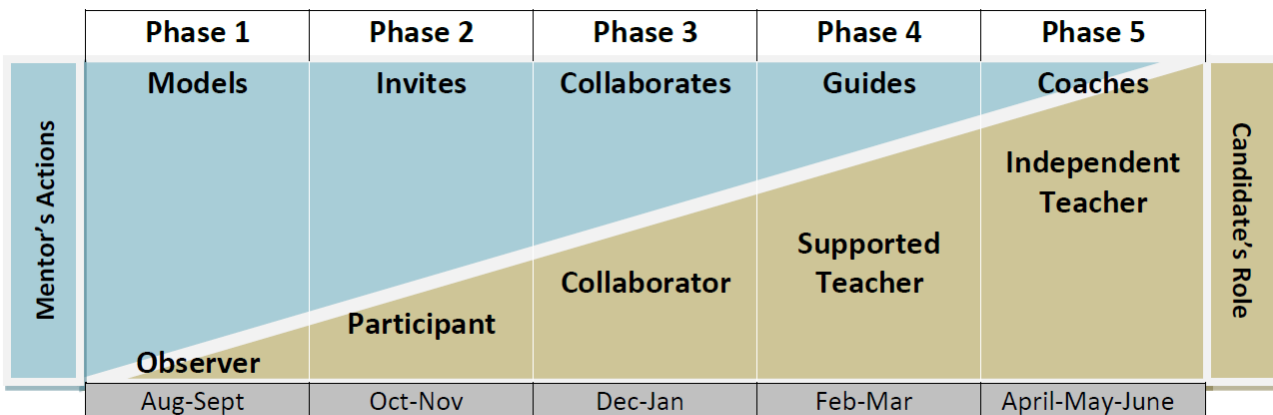 Phase 1 Phase 2 Phase 3 Phase 4 Phase 5
Mentor's Actions
Models Invites Collaborates Guides Coaches
Independent
Teacher
Supported
Teacher
Collaborator
Participant
Observer
Candidate's Role
Aug-Sept Oct-Nov Dec-Jan Feb-Mar April-May-June